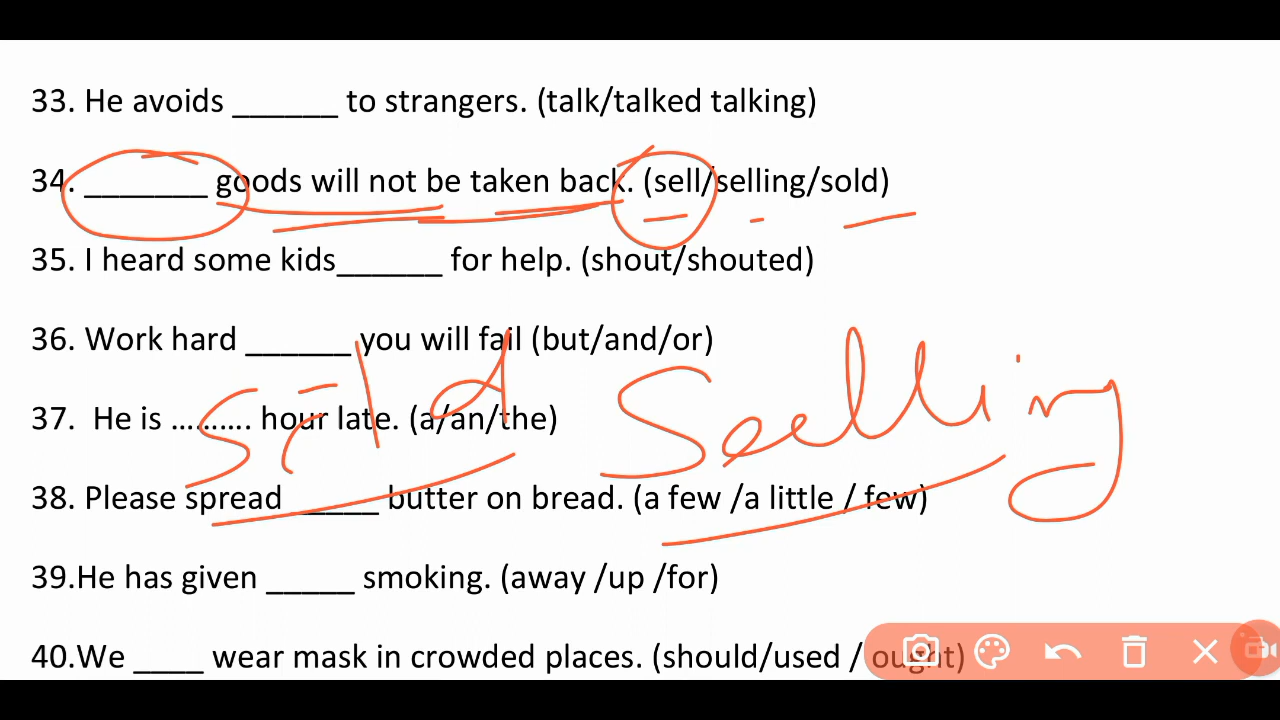 33. He avoids ______ to strangers. (talk/talked talking)
34. _______ goods will not be taken back. (sell/selling/sold)
35. I heard some kids______ for help. (shout/shouted)
36. Work hard ______ you will fail (but/and/or)
37. He is .......... hour late. (a/an/the)
Sold Seelling
38. Please spread _____ butter on bread. (a few /a little / few)
39.He has given _____ smoking. (away /up /for)
40.We ____ wear mask in crowded places. (should/used / ought)